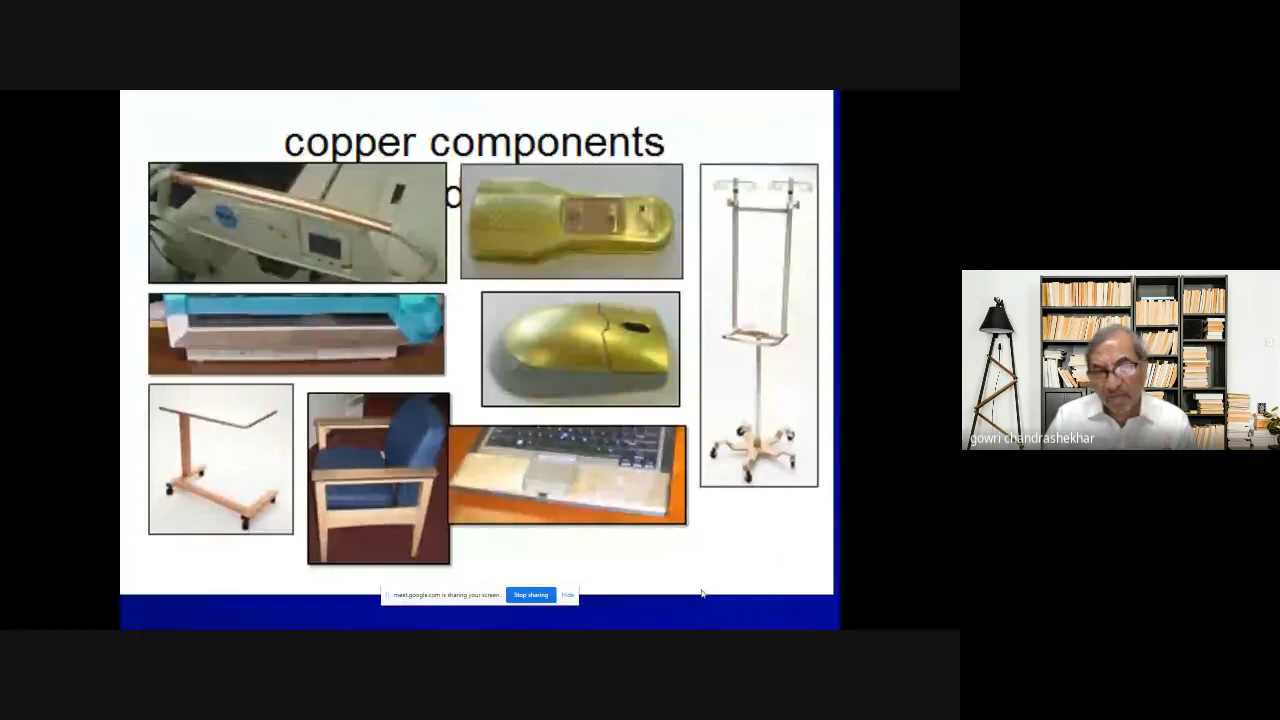 copper components
meet.google.com is sharing your screen.
Stop sharing
Hide
gowri chandrashekhar